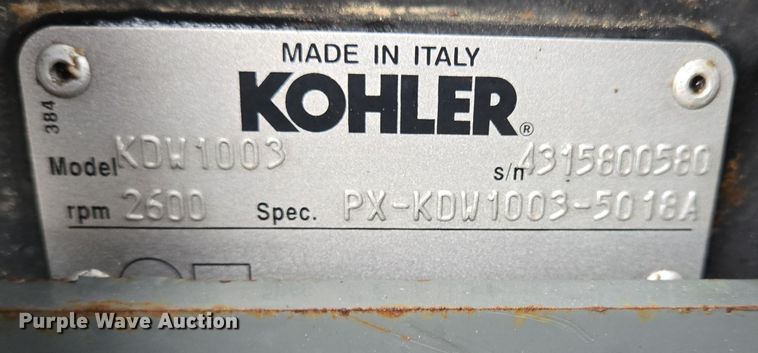 MADE IN ITALY
KOHLER®
384
Model KDW1003 s/n 4315800580
rpm 2600 Spec. PX-KDW1003-5018A
Purple Wave Auction